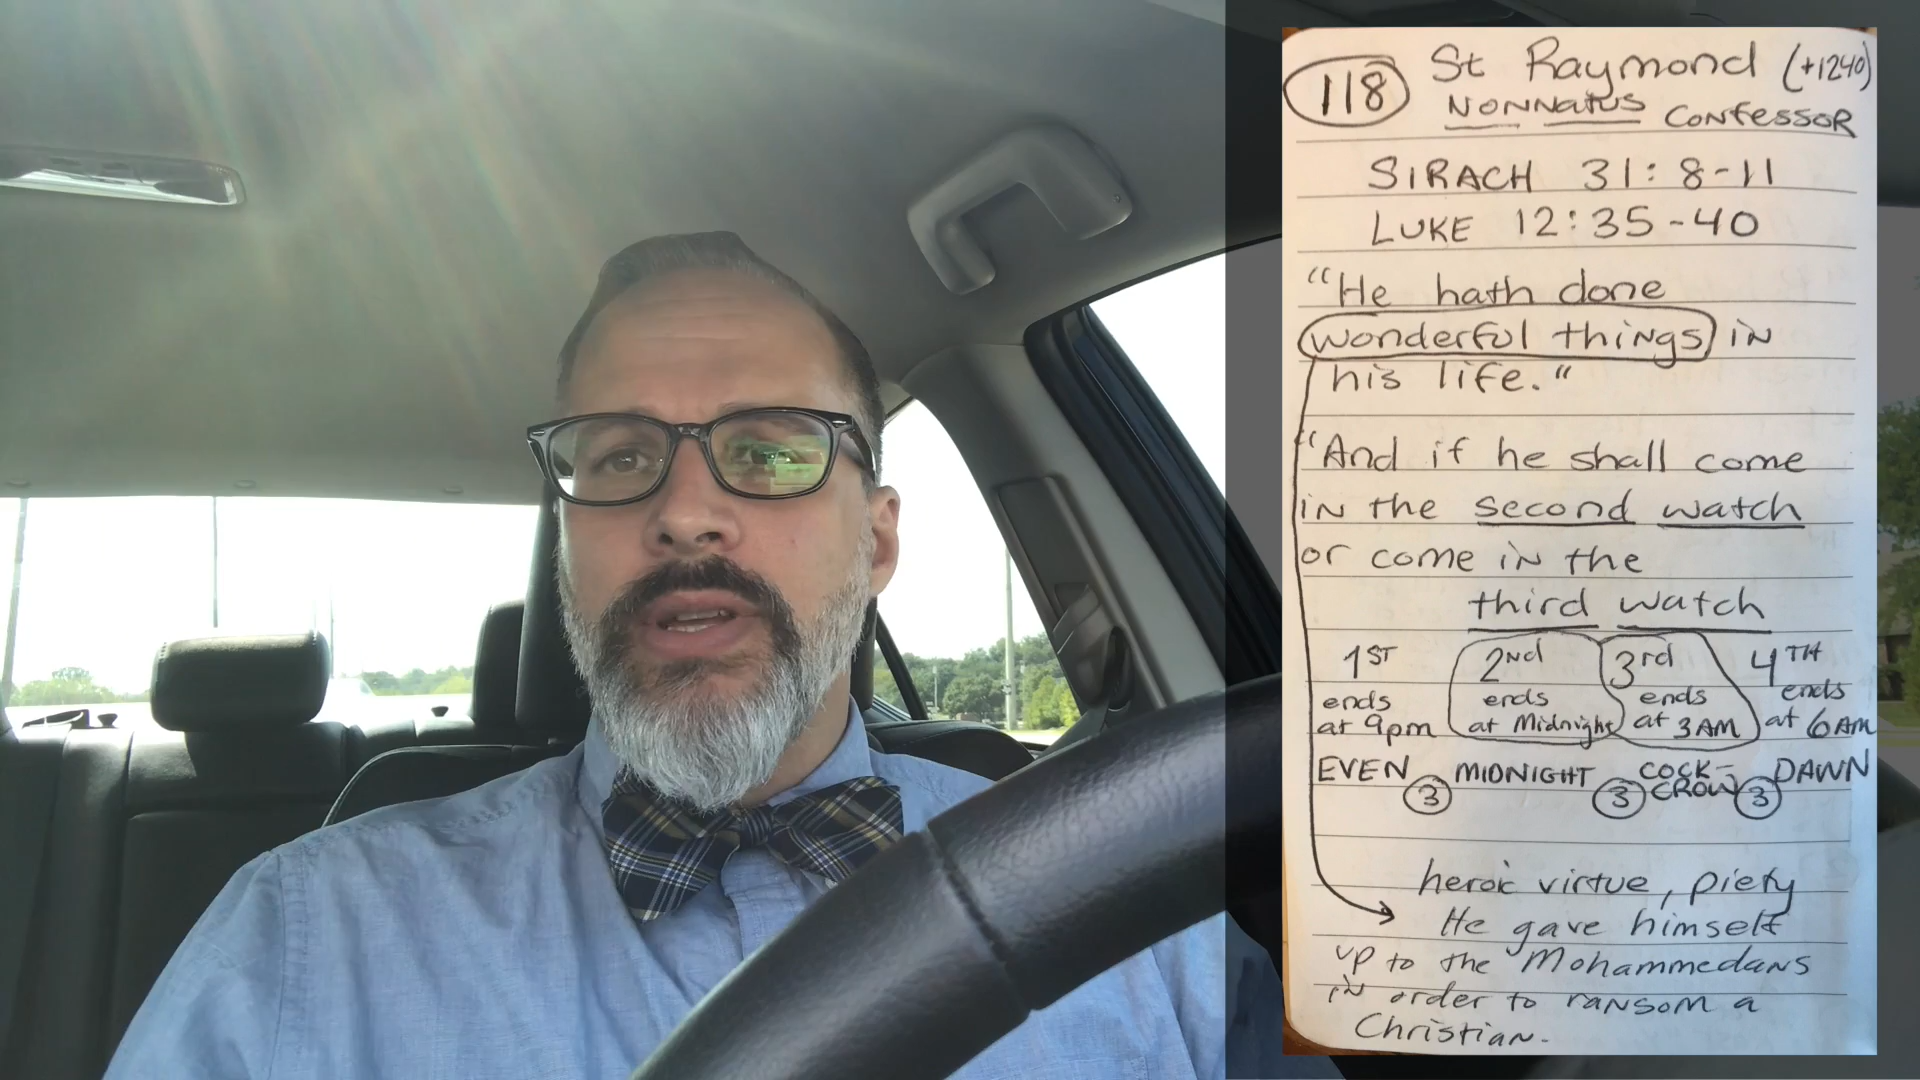 118 St Raymond (+1240)
NONNatus CONFESSOR
SIRACH 31:8-11
LUKE 12:35-40
"He hath done
wonderful things in
his life."
"And if he shall come
in the second watch
or come in the
third watch
1ST 2nd 3rd 4TH
ends ends ends ends
at 9pm at Midnight at 3AM at 6AM
EVEN 3 MIDNIGHT 3 COCK-CROW 3 DAWN
heroic virtue, piety
He gave himself
up to the Mohammedans
in order to ransom a
Christian.